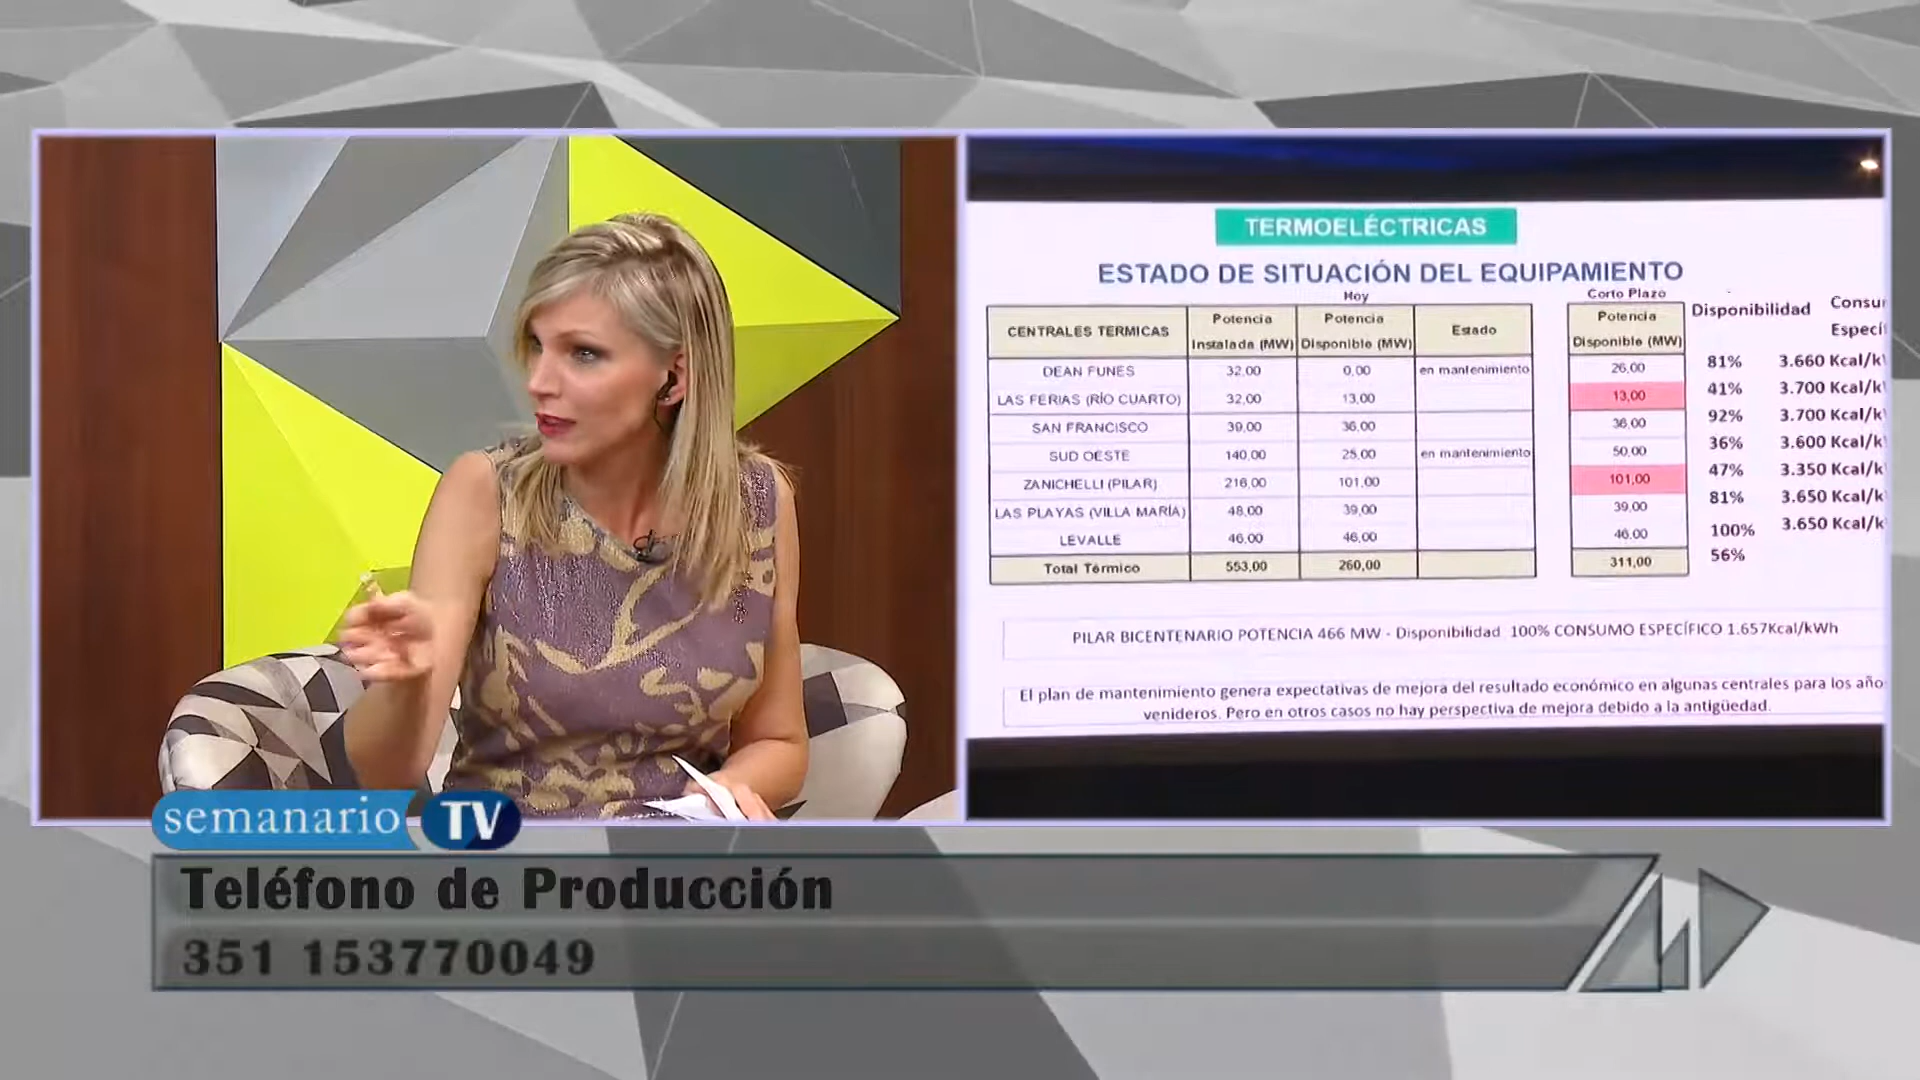 TERMOELÉCTRICAS
ESTADO DE SITUACIÓN DEL EQUIPAMIENTO
Hoy
Corto Plazo
CENTRALES TERMICAS Potencia Instalada (MW) Potencia Disponible (MW) Estado Potencia Disponible (MW) Disponibilidad Consu Especí
DEAN FUNES 32,00 0,00 en mantenimiento 26,00 81% 3.660 Kcal/k
LAS FERIAS (RÍO CUARTO) 32,00 13,00 13,00 41% 3.700 Kcal/k
SAN FRANCISCO 39,00 36,00 36,00 92% 3.700 Kcal/k
SUD OESTE 140,00 25,00 en mantenimiento 50,00 36% 3.600 Kcal/k
ZANICHELLI (PILAR) 216,00 101,00 101,00 47% 3.350 Kcal/k
LAS PLAYAS (VILLA MARÍA) 48,00 39,00 39,00 81% 3.650 Kcal/k
LEVALLE 46,00 46,00 46,00 100% 3.650 Kcal/k
Total Térmico 553,00 260,00 311,00 56%
PILAR BICENTENARIO POTENCIA 466 MW - Disponibilidad 100% CONSUMO ESPECÍFICO 1.657Kcal/kWh
El plan de mantenimiento genera expectativas de mejora del resultado económico en algunas centrales para los año
venideros. Pero en otros casos no hay perspectiva de mejora debido a la antigüedad.
semanario TV
Teléfono de Producción
351 153770049